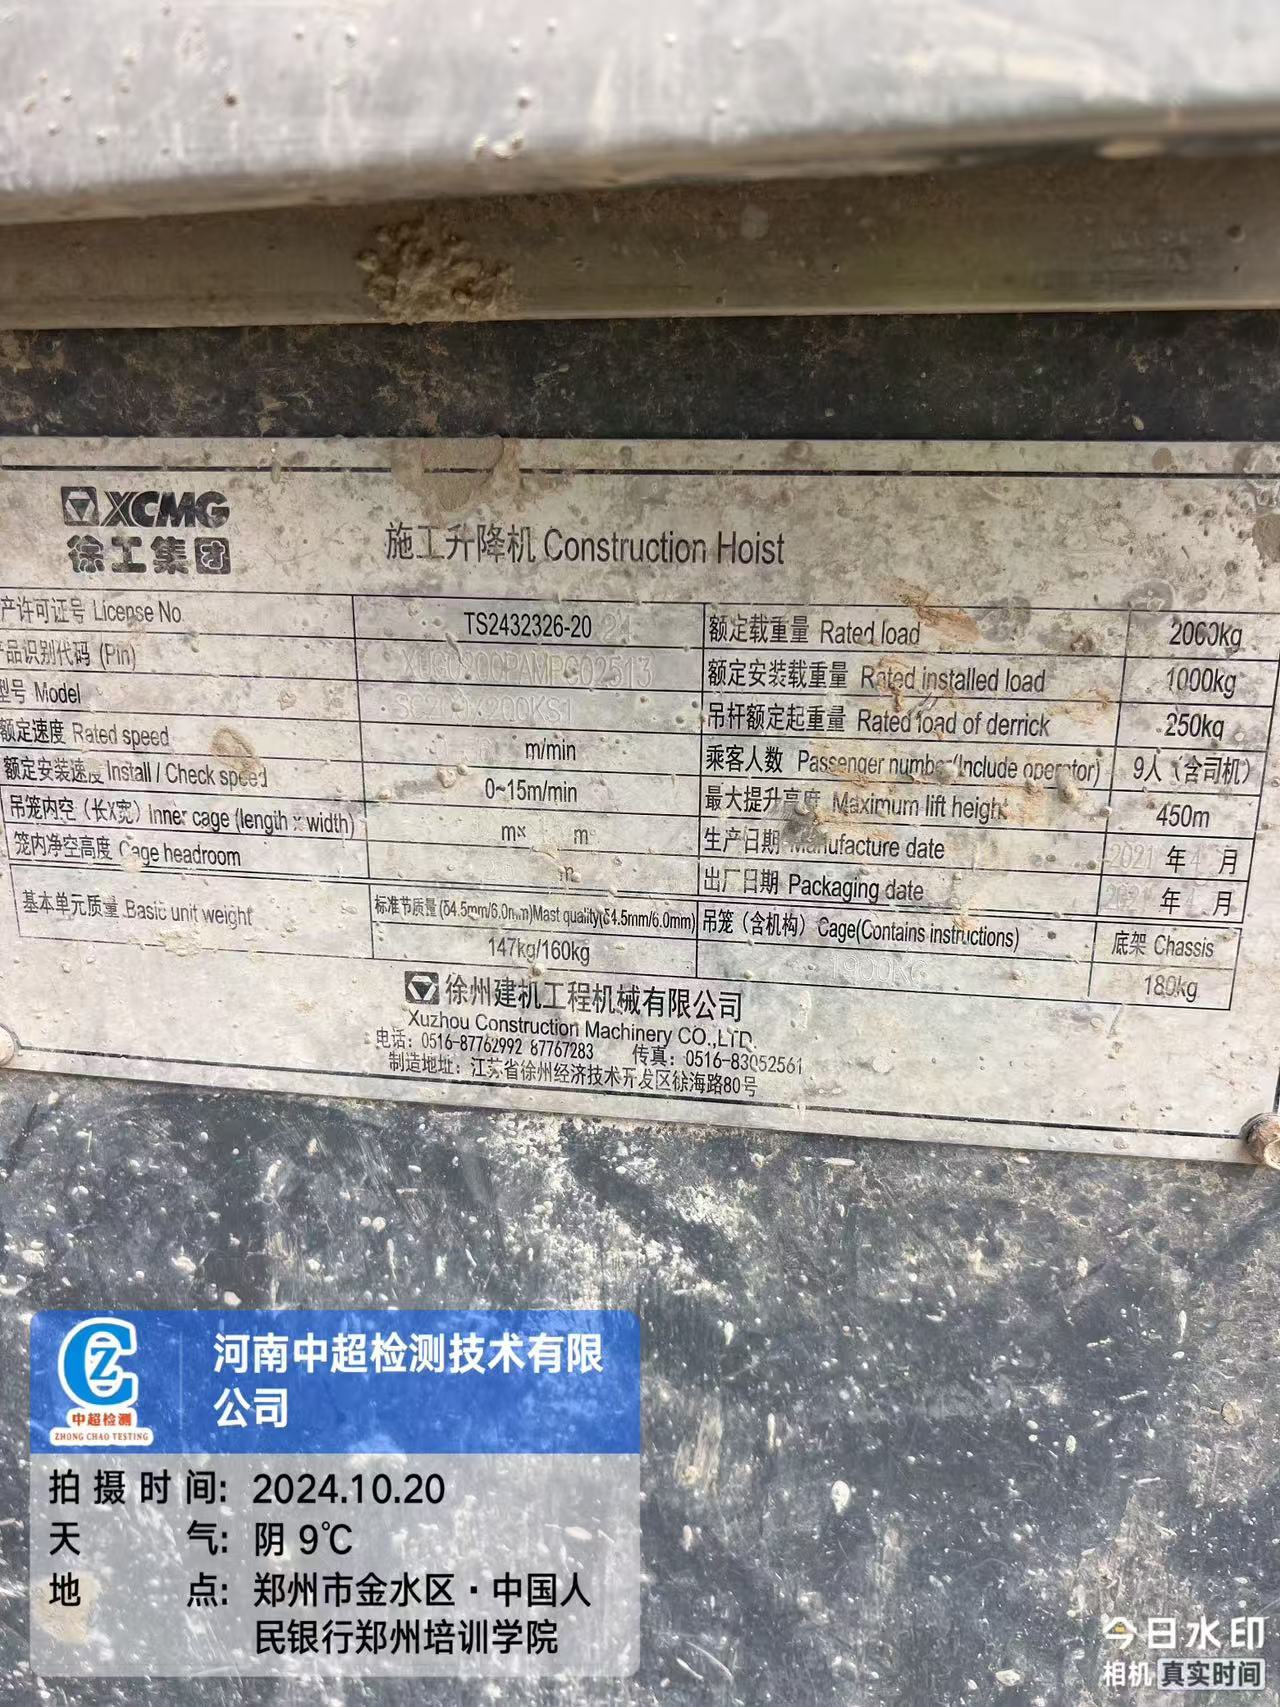 XCMG
徐工集团
施工升降机 Construction Hoist
产许可证号 License No. TS2432326-20
额定载重量 Rated load 2000kg
产品识别代码 (Pin)
额定安装载重量 Rated installed load 1000kg
型号 Model
吊杆额定起重量 Rated load of derrick 250kg
额定速度 Rated speed m/min
乘客人数 Passenger number(Include operator) 9人（含司机）
额定安装速度 Install / Check speed 0~15m/min
最大提升高度 Maximum lift height 450m
吊笼内空（长x宽）Inner cage (length x width) m× m
生产日期 Manufacture date 2021 年 4 月
笼内净空高度 Cage headroom m
出厂日期 Packaging date 2021 年 月
基本单元质量 Basic unit weight
标准节质量 (δ4.5mm/6.0mm)Mast quality(δ4.5mm/6.0mm)
吊笼（含机构）Cage(Contains instructions)
底架 Chassis
147kg/160kg
1900KG
180kg
徐州建机工程机械有限公司
Xuzhou Construction Machinery CO.,LTD.
电话：0516-87762992 87767283 传真：0516-83052561
制造地址：江苏省徐州经济技术开发区徐海路80号
河南中超检测技术有限
公司
中超检测
ZHONG CHAO TESTING
拍摄时间: 2024.10.20
天气: 阴 9℃
地点: 郑州市金水区·中国人
民银行郑州培训学院
今日水印
相机 真实时间